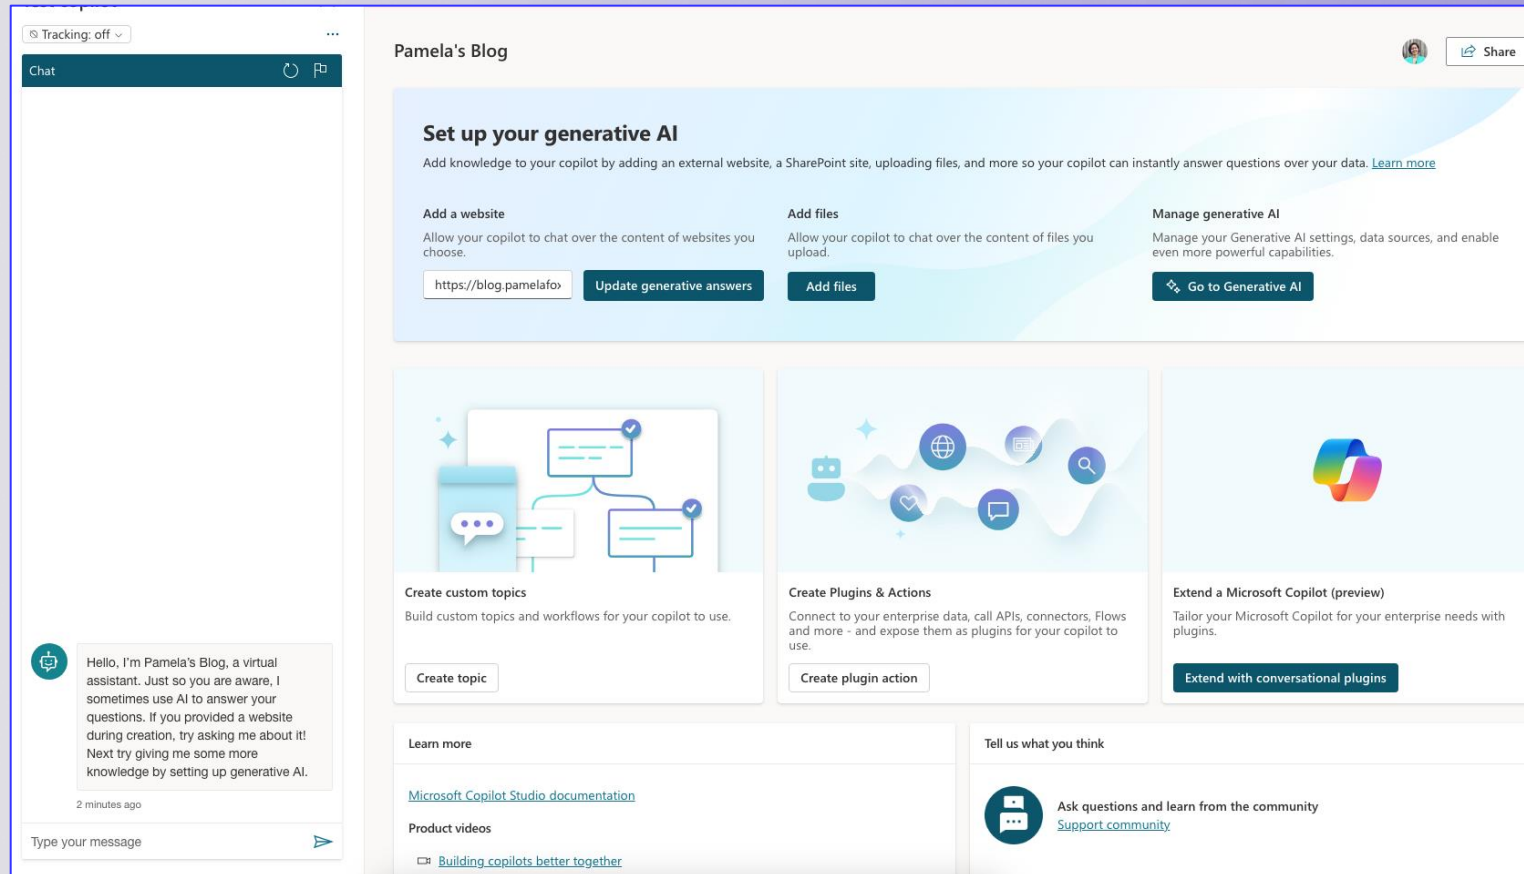 Tracking: off
Chat
Hello, I'm Pamela's Blog, a virtual
assistant. Just so you are aware, I
sometimes use AI to answer your
questions. If you provided a website
during creation, try asking me about it!
Next try giving me some more
knowledge by setting up generative AI.
2 minutes ago
Type your message
Pamela's Blog
Share
Set up your generative AI
Add knowledge to your copilot by adding an external website, a SharePoint site, uploading files, and more so your copilot can instantly answer questions over your data. Learn more
Add a website
Allow your copilot to chat over the content of websites you
choose.
https://blog.pamelafo
Update generative answers
Add files
Allow your copilot to chat over the content of files you
upload.
Add files
Manage generative AI
Manage your Generative AI settings, data sources, and enable
even more powerful capabilities.
Go to Generative AI
Create custom topics
Build custom topics and workflows for your copilot to use.
Create topic
Create Plugins & Actions
Connect to your enterprise data, call APIs, connectors, Flows
and more - and expose them as plugins for your copilot to
use.
Create plugin action
Extend a Microsoft Copilot (preview)
Tailor your Microsoft Copilot for your enterprise needs with
plugins.
Extend with conversational plugins
Learn more
Microsoft Copilot Studio documentation
Product videos
Building copilots better together
Tell us what you think
Ask questions and learn from the community
Support community